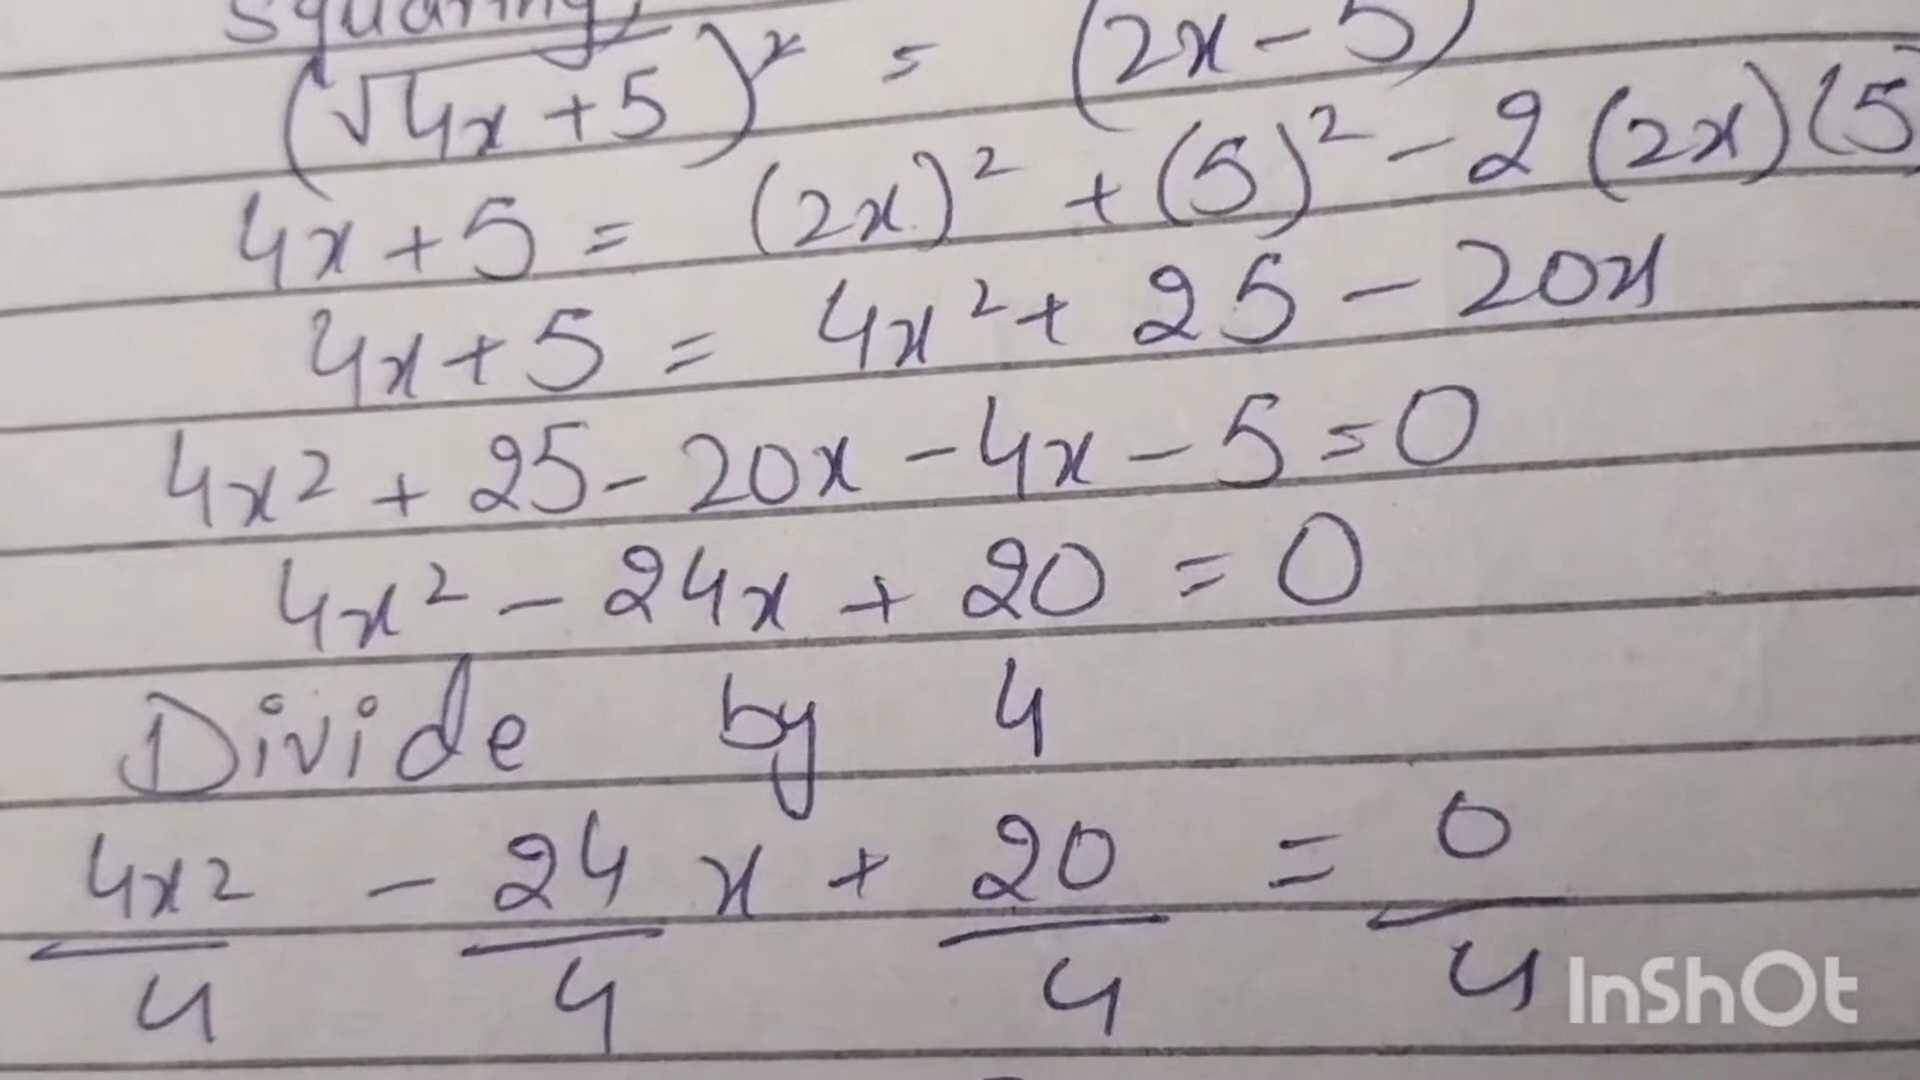 squaring,
(√4x+5)² = (2x-5)
4x+5 = (2x)² + (5)² - 2(2x)(5
4x+5 = 4x² + 25 - 20x
4x² + 25 - 20x - 4x - 5 = 0
4x² - 24x + 20 = 0
Divide by 4
4x²/4 - 24/4 x + 20/4 = 0/4
InShOt